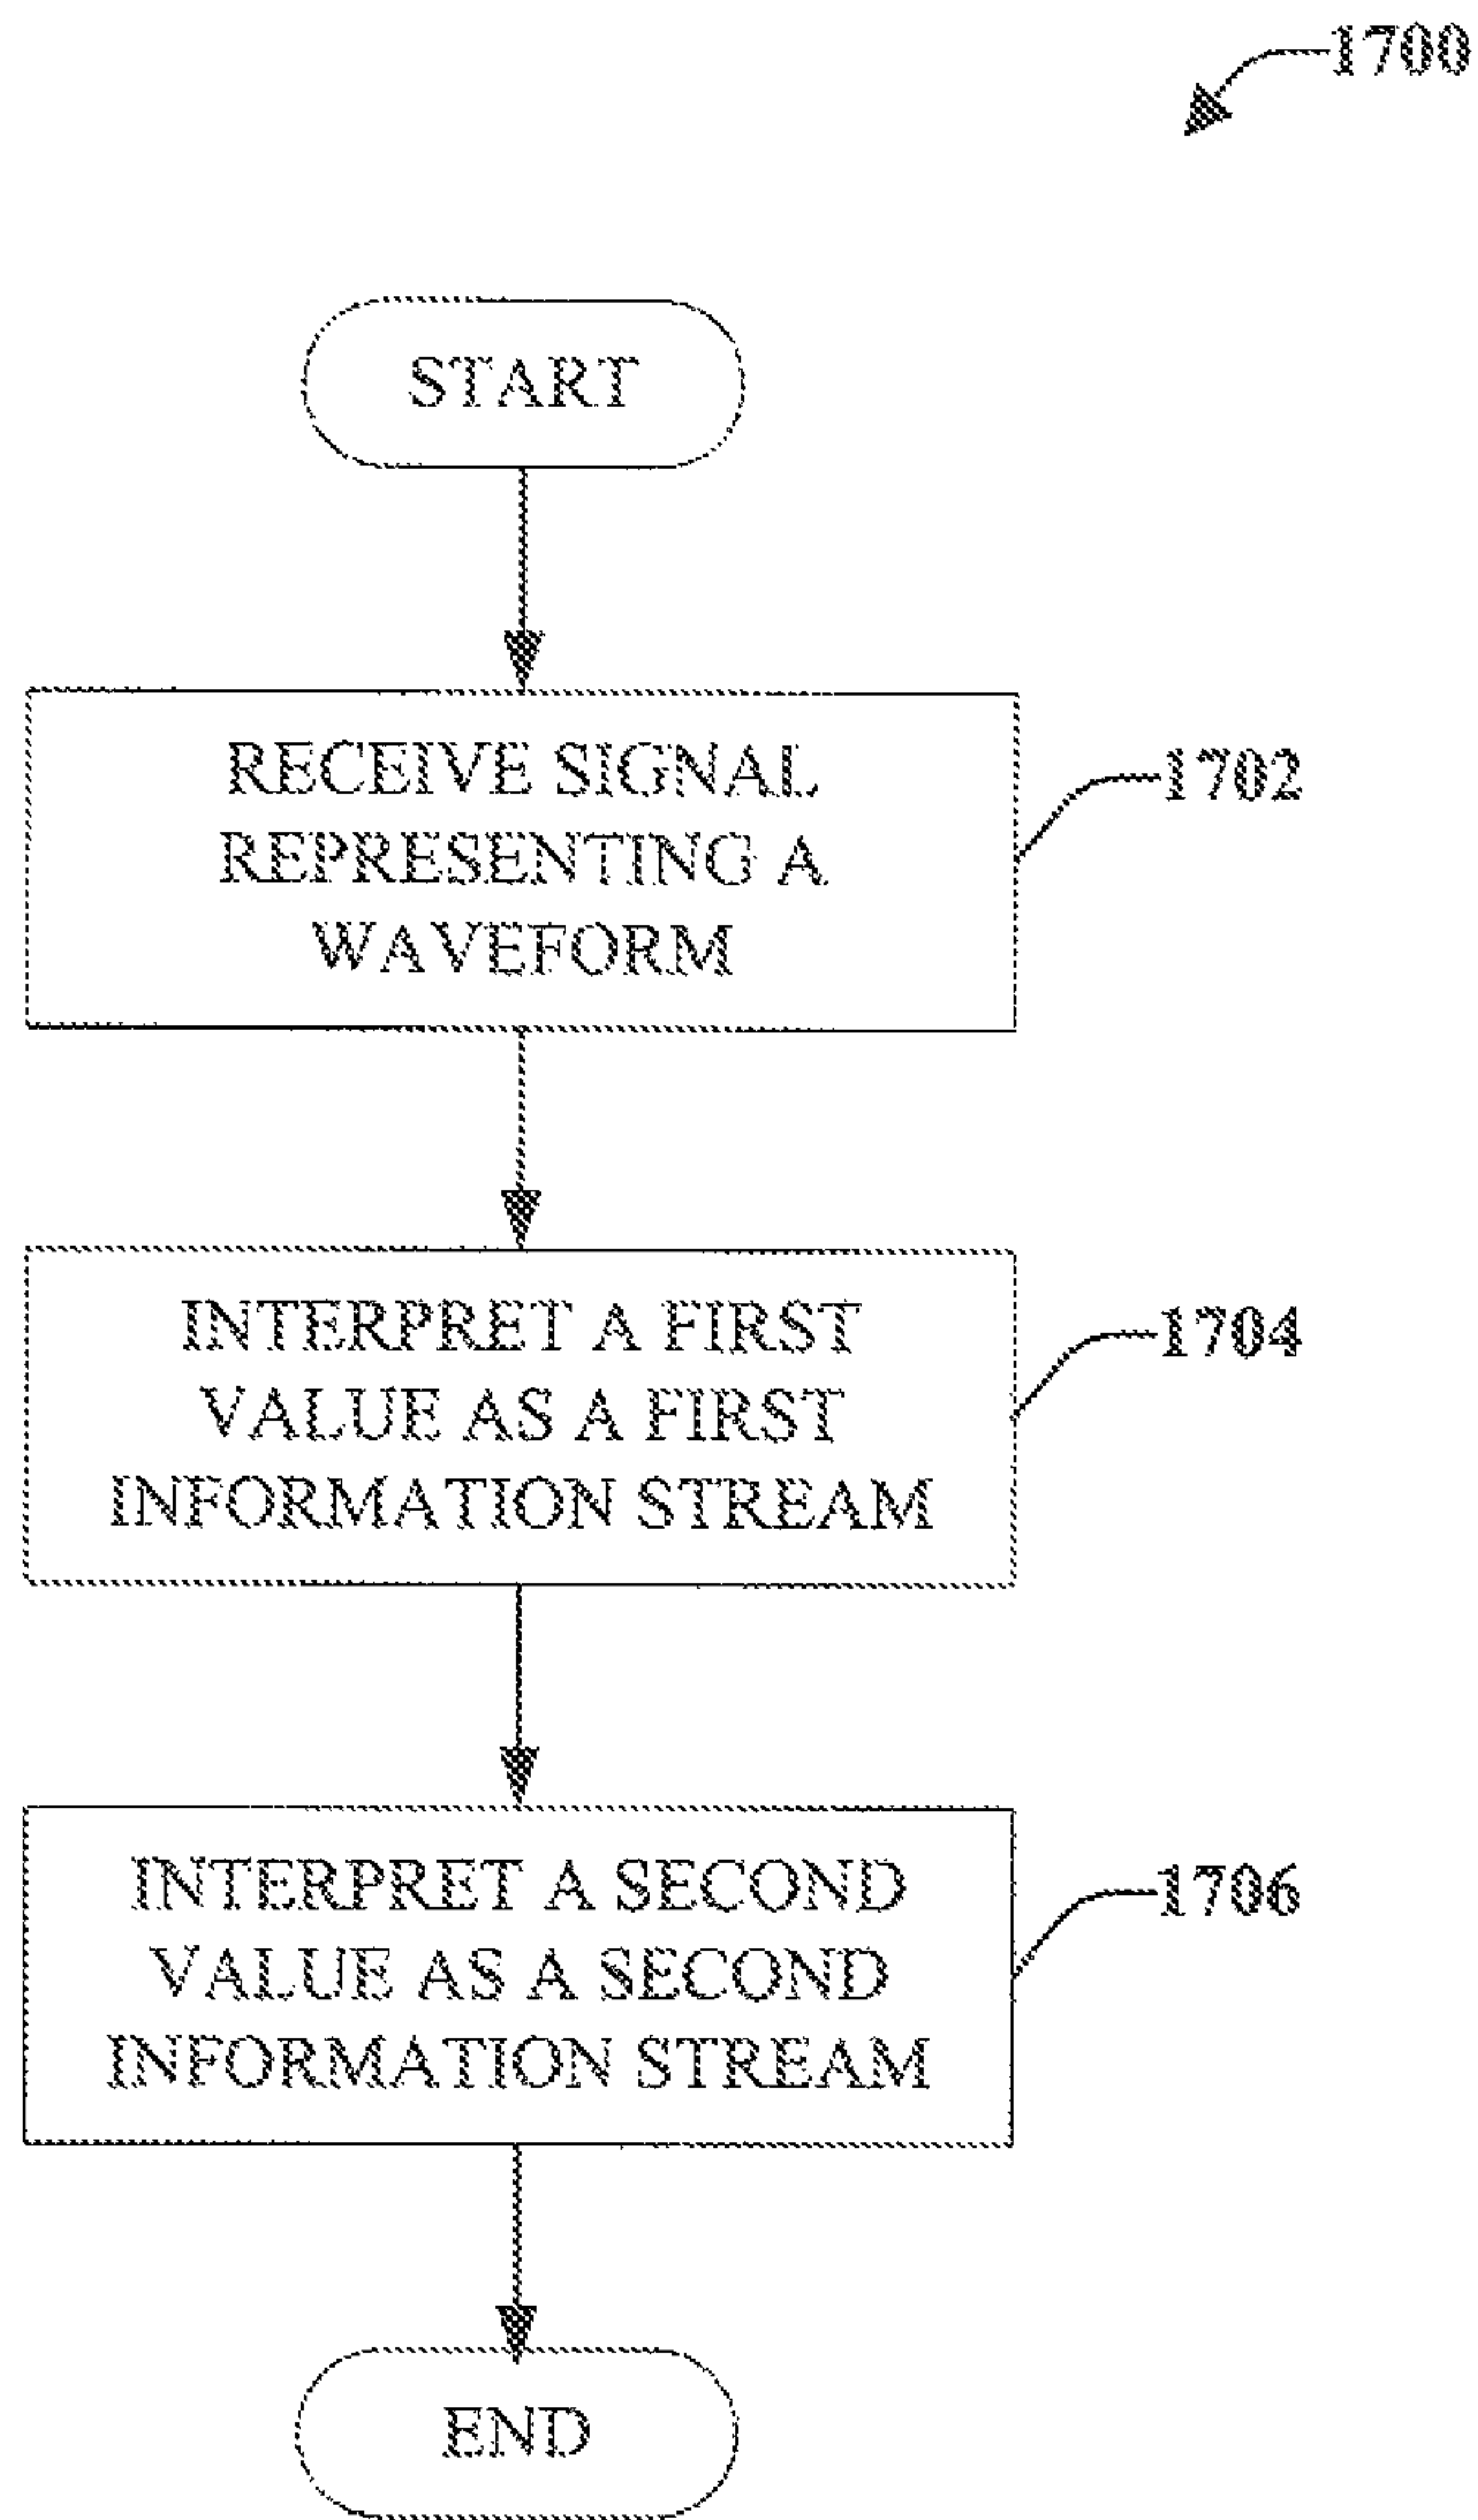 1700
START
RECEIVE SIGNAL
REPRESENTING A
WAVEFORM
1702
INTERPRET A FIRST
VALUE AS A FIRST
INFORMATION STREAM
1704
INTERPRET A SECOND
VALUE AS A SECOND
INFORMATION STREAM
1706
END